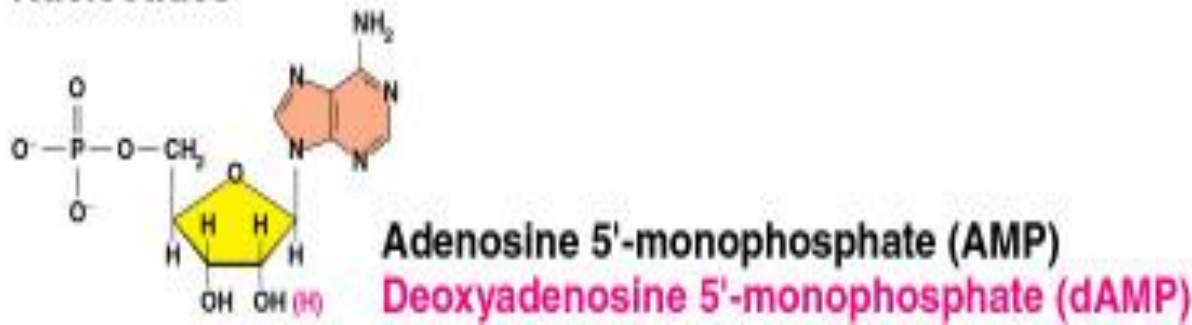 NH2
N
N
O
O⁻ — P — O — CH2
N
N
O
O⁻
H H
H H
OH OH (H)
Adenosine 5'-monophosphate (AMP)
Deoxyadenosine 5'-monophosphate (dAMP)